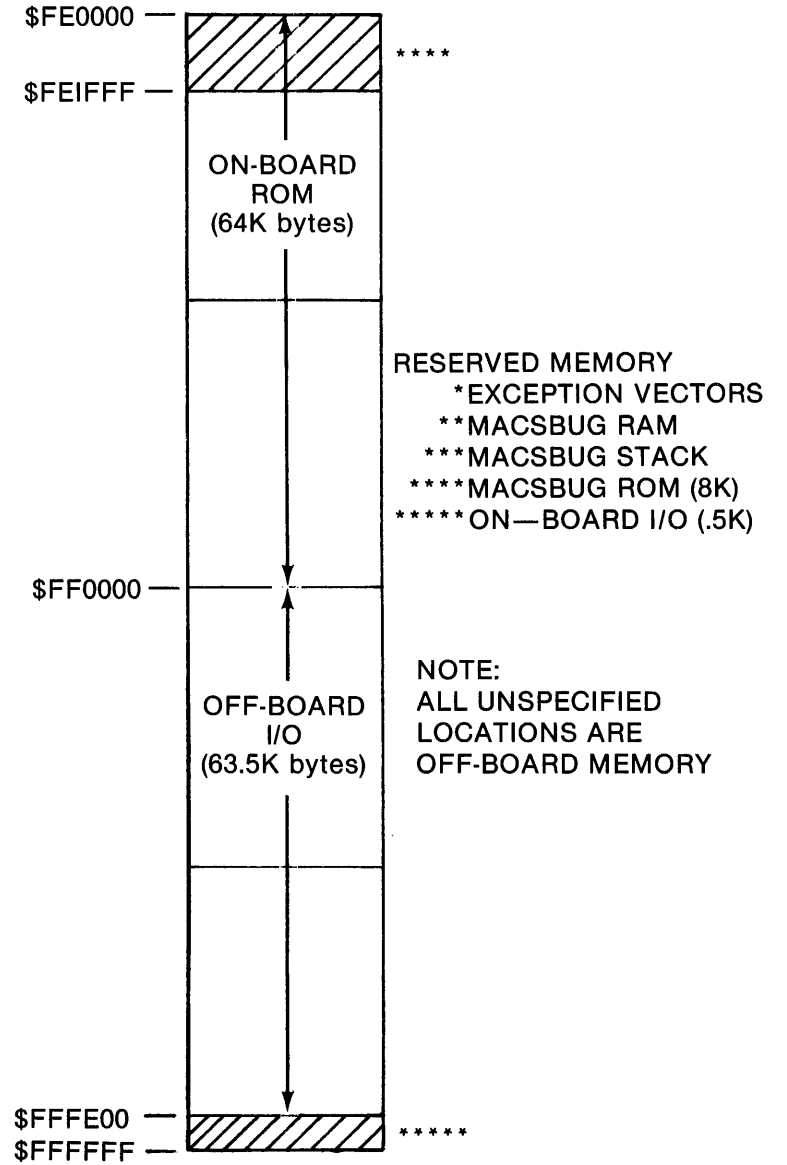 $FE0000
****
$FEIFFF
ON-BOARD
ROM
(64K bytes)
RESERVED MEMORY
*EXCEPTION VECTORS
**MACSBUG RAM
***MACSBUG STACK
****MACSBUG ROM (8K)
*****ON—BOARD I/O (.5K)
$FF0000
OFF-BOARD
I/O
(63.5K bytes)
NOTE:
ALL UNSPECIFIED
LOCATIONS ARE
OFF-BOARD MEMORY
$FFFE00
*****
$FFFFFF